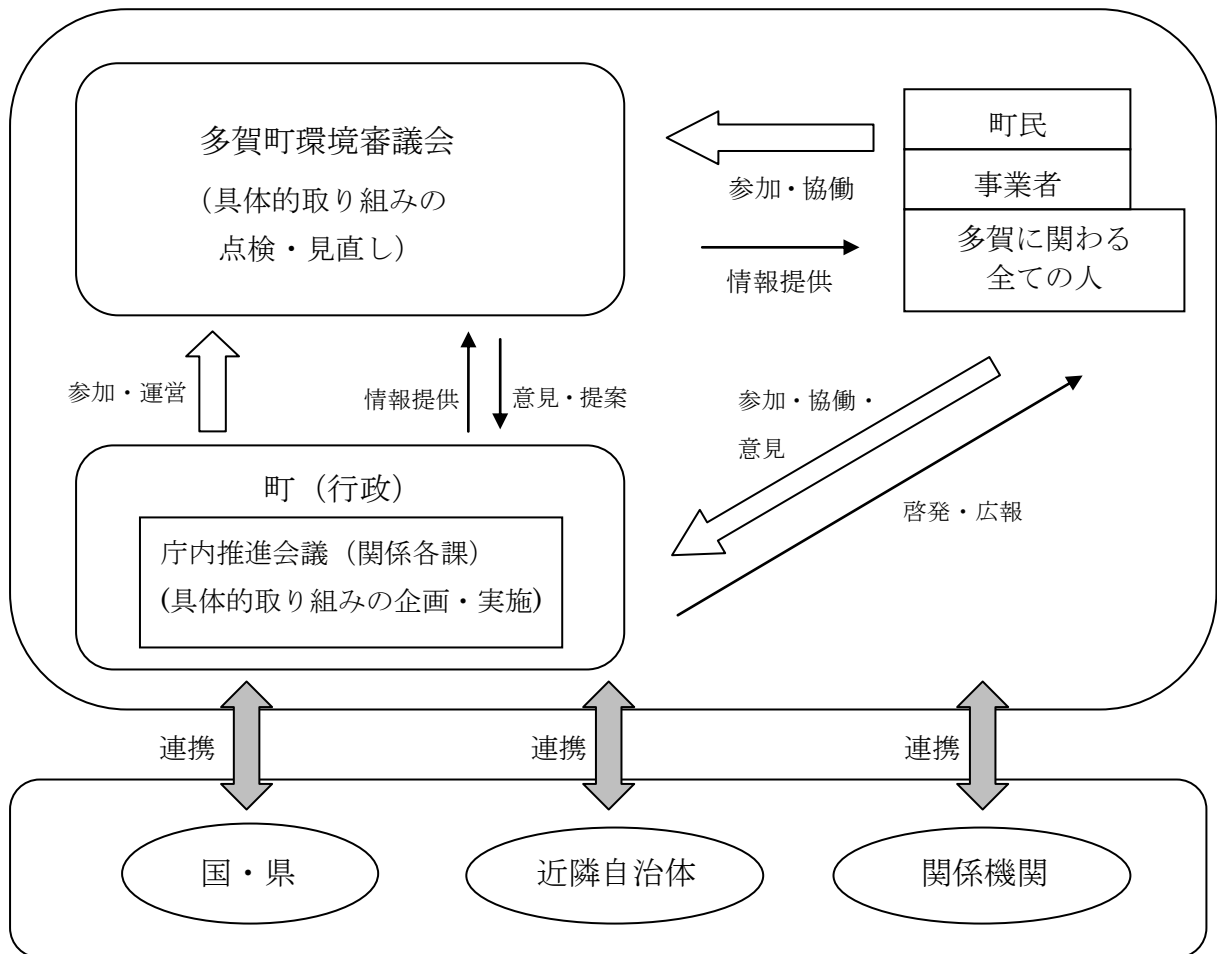 多賀町環境審議会
（具体的取り組みの
点検・見直し）
町民
事業者
多賀に関わる
全ての人
参加・協働
情報提供
参加・運営
情報提供
意見・提案
参加・協働・
意見
啓発・広報
町（行政）
庁内推進会議（関係各課）
(具体的取り組みの企画・実施)
連携
連携
連携
国・県
近隣自治体
関係機関